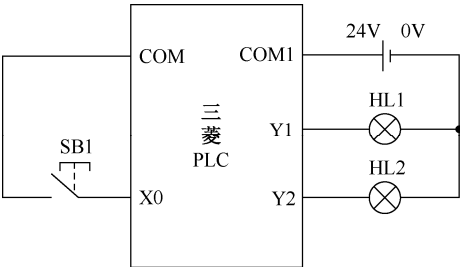 24V 0V
COM COM1
三
菱
PLC
HL1
Y1
SB1
HL2
X0 Y2